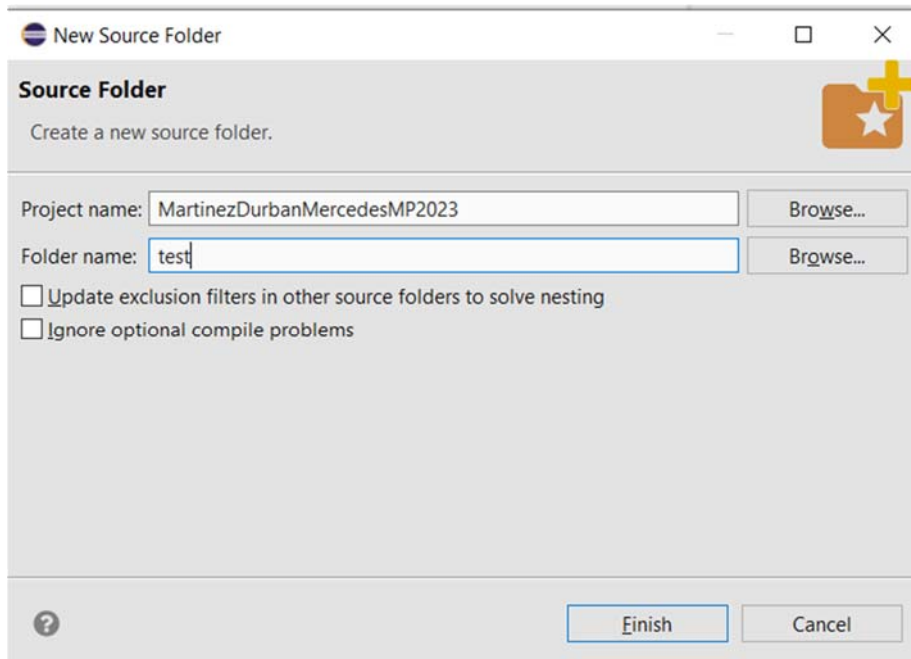 New Source Folder
Source Folder
Create a new source folder.
Project name: MartinezDurbanMercedesMP2023 Browse...
Folder name: test Browse...
Update exclusion filters in other source folders to solve nesting
Ignore optional compile problems
? Finish Cancel